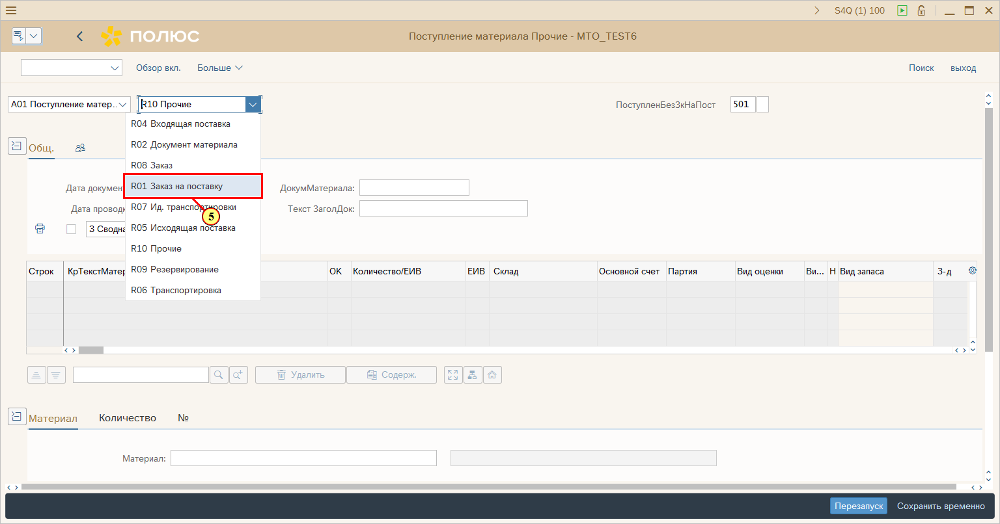 S4Q (1) 100
ПОЛЮС
Поступление материала Прочие - MTO_TEST6
Обзор вкл. Больше Поиск выход
A01 Поступление матер... R10 Прочие ПоступленБезЗкНаПост 501
R04 Входящая поставка
R02 Документ материала
R08 Заказ
R01 Заказ на поставку
R07 Ид. транспортировки
R05 Исходящая поставка
R10 Прочие
R09 Резервирование
R06 Транспортировка
5
Общ.
Дата документ ДокумМатериала:
Дата проводк Текст ЗаголДок:
3 Сводна
Строк КрТекстМатер OK Количество/ЕИВ ЕИВ Склад Основной счет Партия Вид оценки Ви... Н Вид запаса З-д
Удалить Содерж.
Материал Количество №
Материал:
Перезапуск Сохранить временно